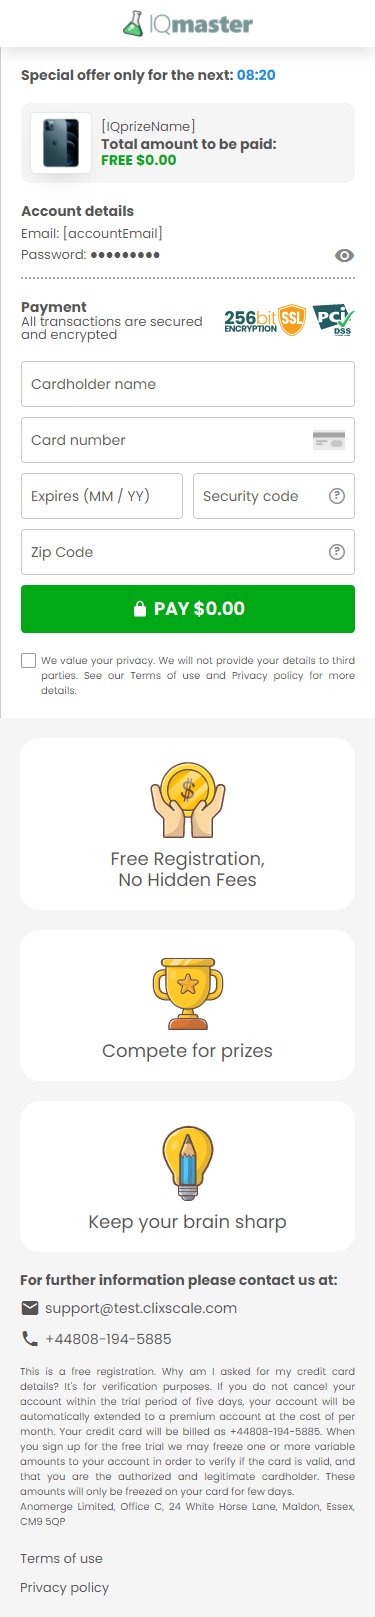 IQmaster
Special offer only for the next: 08:20
[IQprizeName]
Total amount to be paid:
FREE $0.00
Account details
Email: [accountEmail]
Password: •••••••••
Payment
All transactions are secured
and encrypted
256bit
ENCRYPTION
SSL
PCI
DSS
Cardholder name
Card number
Expires (MM / YY)
Security code
?
Zip Code
?
PAY $0.00
We value your privacy. We will not provide your details to third
parties. See our Terms of use and Privacy policy for more
details.
$
Free Registration,
No Hidden Fees
Compete for prizes
Keep your brain sharp
For further information please contact us at:
support@test.clixscale.com
+44808-194-5885
This is a free registration. Why am I asked for my credit card
details? It's for verification purposes. If you do not cancel your
account within the trial period of five days, your account will be
automatically extended to a premium account at the cost of per
month. Your credit card will be billed as +44808-194-5885. When
you sign up for the free trial we may freeze one or more variable
amounts to your account in order to verify if the card is valid, and
that you are the authorized and legitimate cardholder. These
amounts will only be freezed on your card for few days.
Anomerge Limited, Office C, 24 White Horse Lane, Maldon, Essex,
CM9 5QP
Terms of use
Privacy policy